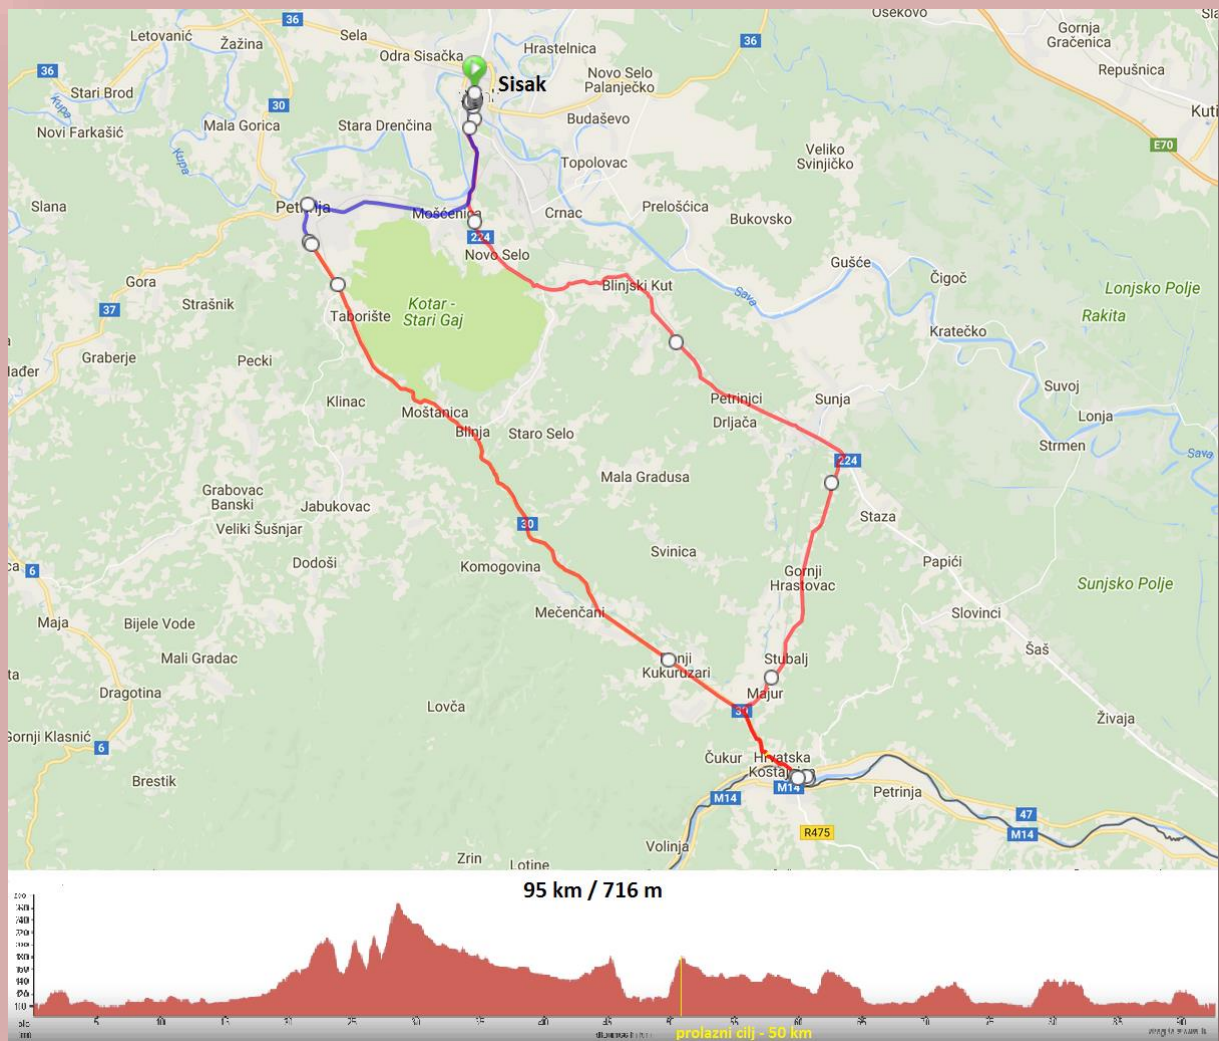 Osekovo
36
Letovanić
Sela
Žažina
Odra Sisačka
Hrastelnica
36
Gornja
Gračenica
36
Sisak
Novo Selo
Palanječko
Repušnica
Stari Brod
30
Kupa
Mala Gorica
Stara Drenčina
Budaševo
Novi Farkašić
Kupa
Topolovac
Veliko
Svinjičko
E70
Slana
Mošćenica
Crnac
Prelošćica
Bukovsko
224
Novo Selo
Gora
Strašnik
Blinjski Kut
Sava
Gušće
Čigoč
Lonjsko Polje
Rakita
37
Kotar -
Stari Gaj
Taborište
Kratečko
Graberje
Pecki
Klinac
Moštanica
Petrinjci
Sunja
Suvoj
Drljača
Lonja
Blinja
Staro Selo
Strmen
Sava
224
Mala Gradusa
Grabovac
Banski
Jabukovac
Veliki Šušnjar
30
Staza
Svinica
Dodoši
Komogovina
Gornji
Hrastovac
Papići
Sunjsko Polje
6
Mečenčani
Slovinci
Maja
Bijele Vode
Šaš
Mali Gradac
Kukuruzari
Stubalj
Dragotina
Majur
Lovča
Živaja
Gornji Klasnić
6
Čukur
Hrvatska
Brestik
M14
M14
Petrinja
47
M14
R475
Volinja
Zrin
Lotine
95 km / 716 m
prolazni cilj - 50 km